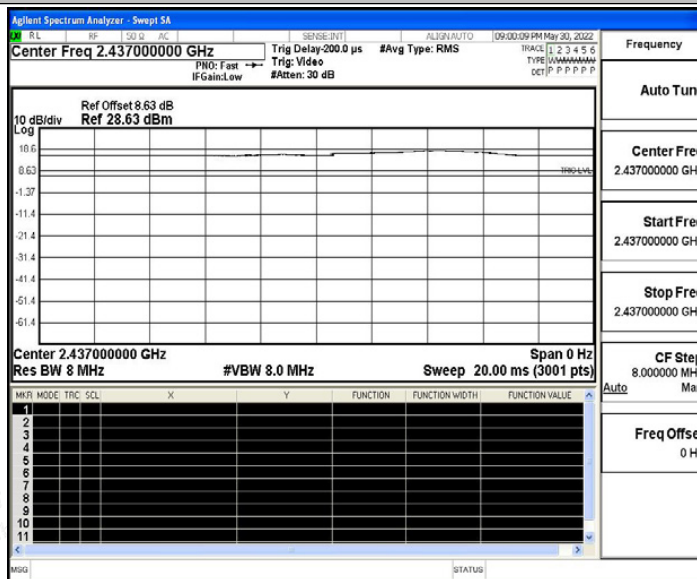 Agilent Spectrum Analyzer - Swept SA
RL RF 50 Ω AC SENSE:INT ALIGN AUTO 09:00:09 PM May 30, 2022
Center Freq 2.437000000 GHz
PNO: Fast
IFGain:Low
Trig Delay-200.0 µs
Trig: Video
#Atten: 30 dB
#Avg Type: RMS
TRACE 1 2 3 4 5 6
TYPE
DET P P P P P P
Frequency
Ref Offset 8.63 dB
10 dB/div Ref 28.63 dBm
Log
0.63
TRIG LVL
-1.37
-11.4
-21.4
-31.4
-41.4
-51.4
-61.4
Center 2.437000000 GHz Span 0 Hz
Res BW 8 MHz #VBW 8.0 MHz Sweep 20.00 ms (3001 pts)
MKR MODE TRC SCL X Y FUNCTION FUNCTION WIDTH FUNCTION VALUE
1
2
3
4
5
6
7
8
9
10
11
MSG STATUS
Auto Tun
Center Fre
2.437000000 GH
Start Fre
2.437000000 GH
Stop Fre
2.437000000 GH
CF Step
8.000000 MH
Auto Ma
Freq Offse
0 H